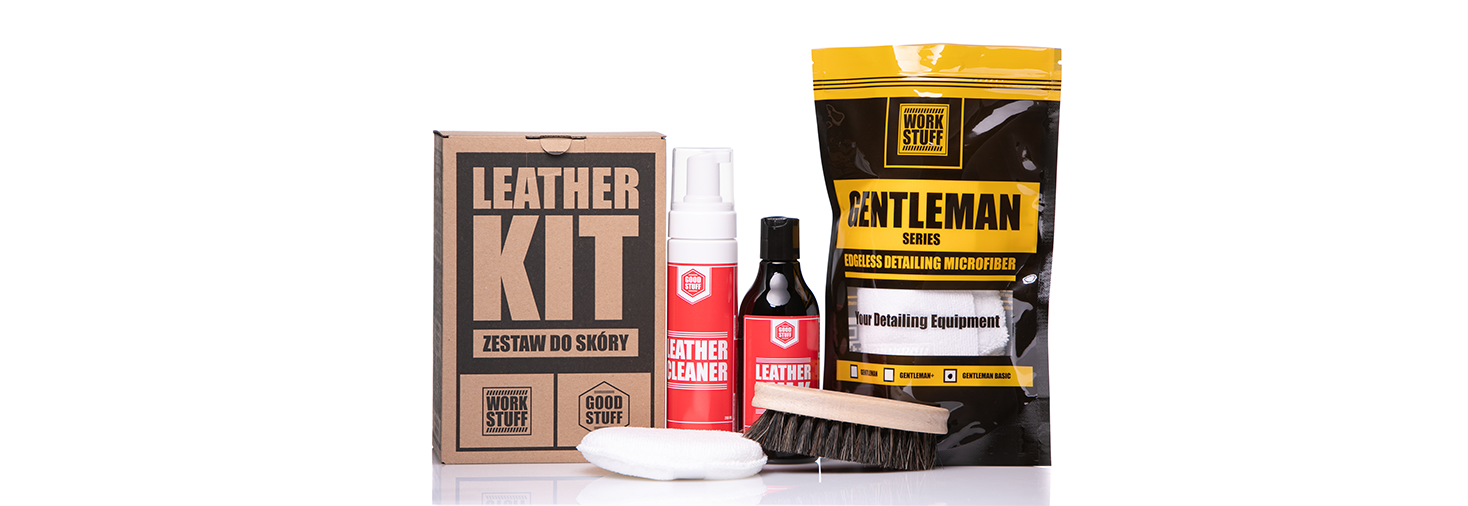 LEATHER
KIT
ZESTAW DO SKÓRY
WORK
STUFF
GOOD
STUFF
GOOD
STUFF
LEATHER
CLEANER
GOOD
STUFF
LEATHER
WORK
STUFF
GENTLEMAN
SERIES
EDGELESS DETAILING MICROFIBER
Your Detailing Equipment
GENTLEMAN
GENTLEMAN+
GENTLEMAN BASIC